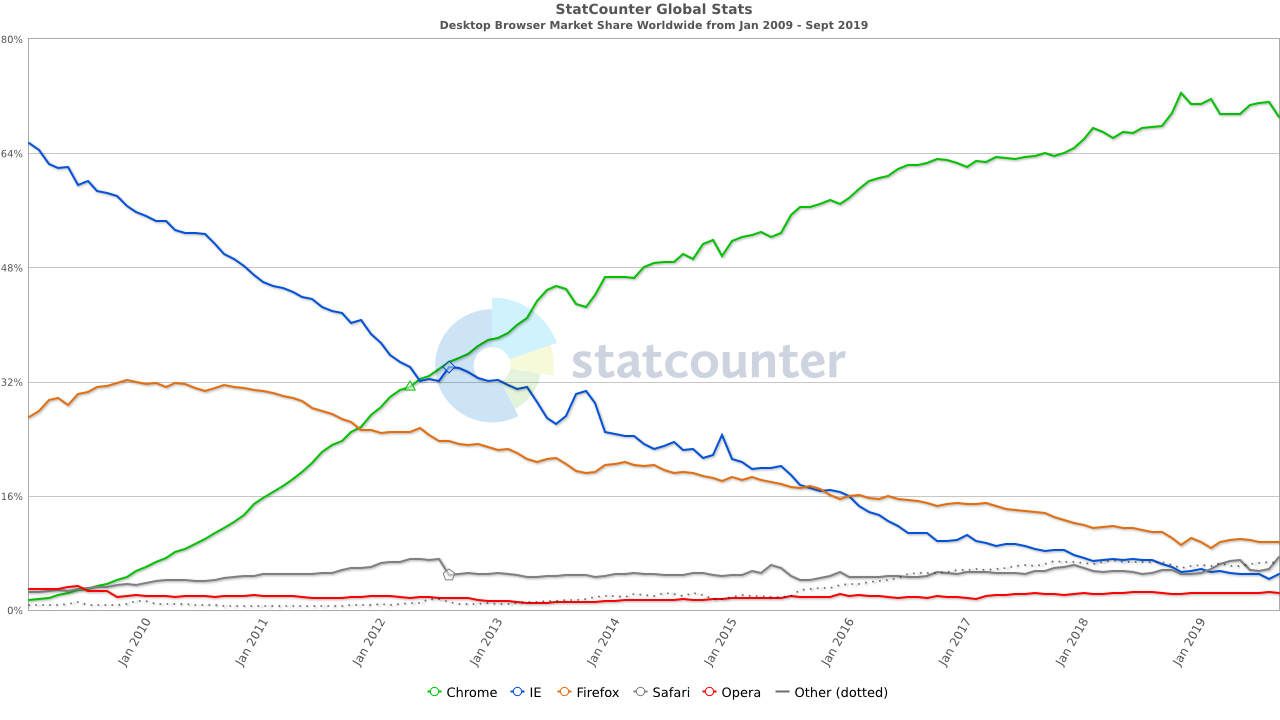 StatCounter Global Stats
Desktop Browser Market Share Worldwide from Jan 2009 - Sept 2019
80%
64%
48%
32%
16%
0%
statcounter
Jan 2010
Jan 2011
Jan 2012
Jan 2013
Jan 2014
Jan 2015
Jan 2016
Jan 2017
Jan 2018
Jan 2019
Chrome IE Firefox Safari Opera Other (dotted)